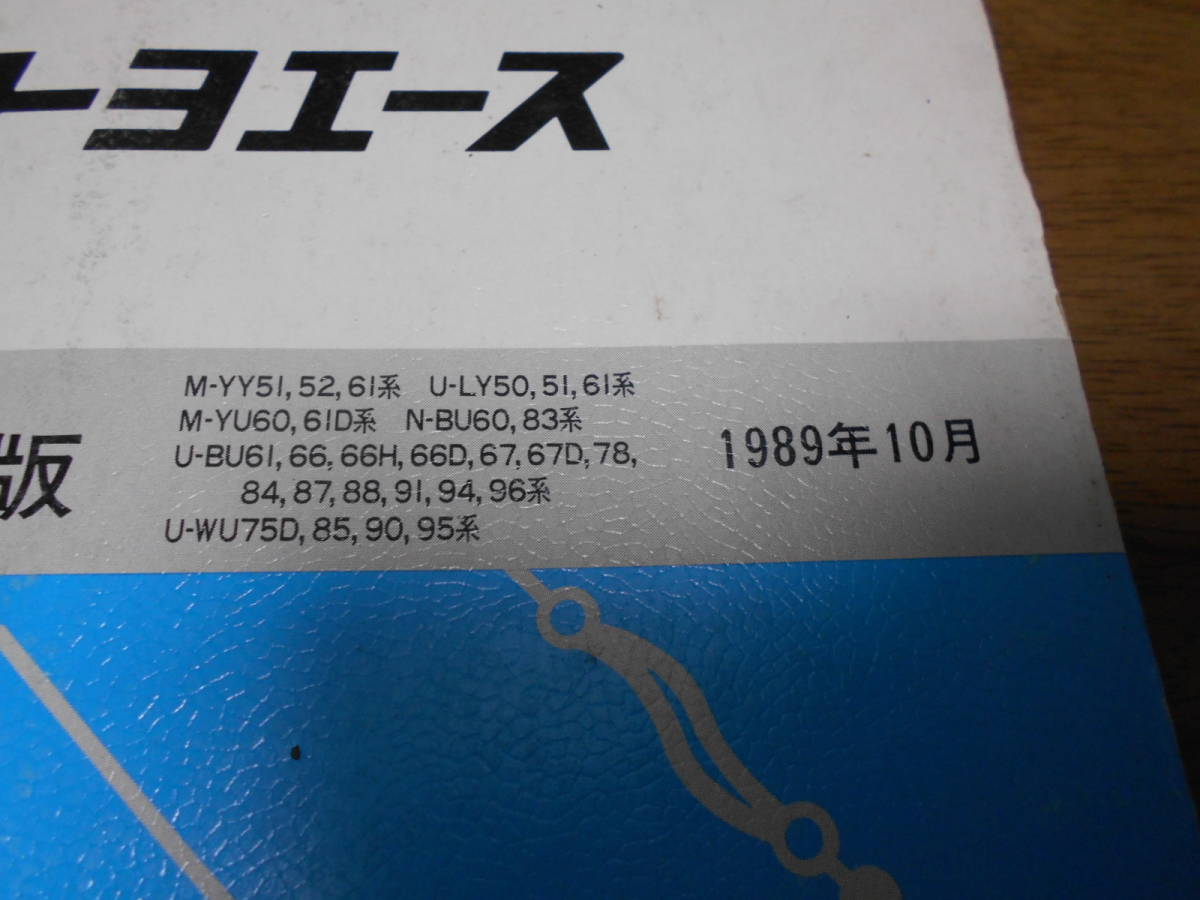 トヨエース
M-YY51, 52, 61系 U-LY50, 51, 61系
M-YU60, 61D系 N-BU60, 83系
U-BU61, 66, 66H, 66D, 67, 67D, 78,
84, 87, 88, 91, 94, 96系
U-WU75D, 85, 90, 95系
版
1989年10月